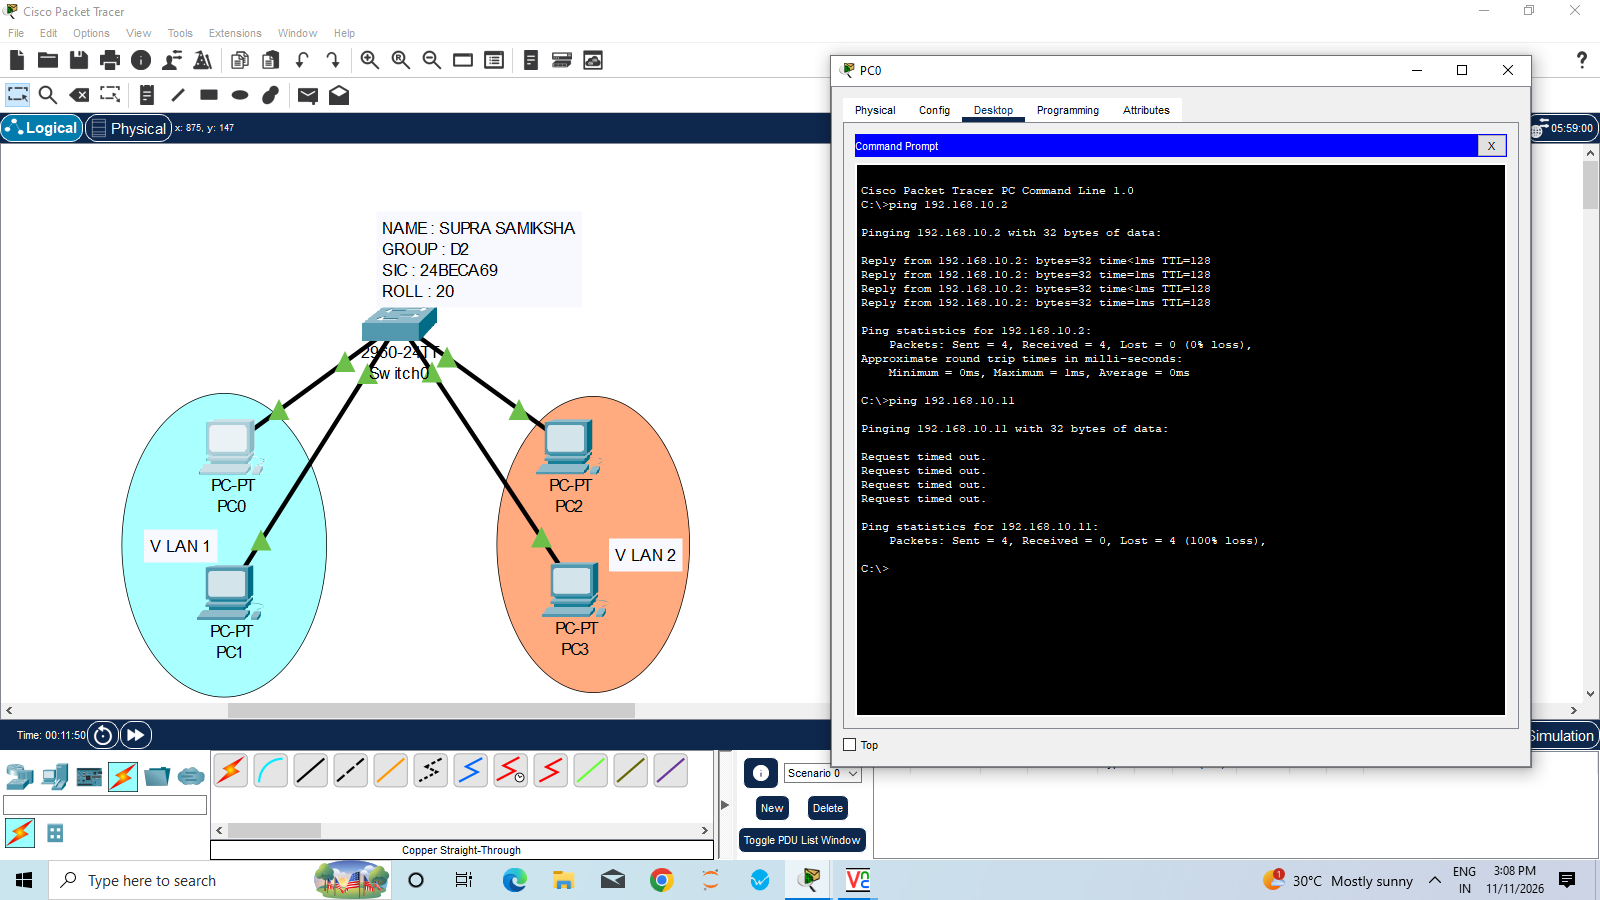 Cisco Packet Tracer
File Edit Options View Tools Extensions Window Help
Logical
Physical
x: 875, y: 147
05:59:00
NAME : SUPRA SAMIKSHA
GROUP : D2
SIC : 24BECA69
ROLL : 20
2960-24TT
Switch0
PC-PT
PC0
PC-PT
PC2
V LAN 1
V LAN 2
PC-PT
PC1
PC-PT
PC3
PC0
Physical Config Desktop Programming Attributes
Command Prompt
X
Cisco Packet Tracer PC Command Line 1.0
C:\>ping 192.168.10.2
Pinging 192.168.10.2 with 32 bytes of data:
Reply from 192.168.10.2: bytes=32 time<1ms TTL=128
Reply from 192.168.10.2: bytes=32 time=1ms TTL=128
Reply from 192.168.10.2: bytes=32 time<1ms TTL=128
Reply from 192.168.10.2: bytes=32 time=1ms TTL=128
Ping statistics for 192.168.10.2:
Packets: Sent = 4, Received = 4, Lost = 0 (0% loss),
Approximate round trip times in milli-seconds:
Minimum = 0ms, Maximum = 1ms, Average = 0ms
C:\>ping 192.168.10.11
Pinging 192.168.10.11 with 32 bytes of data:
Request timed out.
Request timed out.
Request timed out.
Request timed out.
Ping statistics for 192.168.10.11:
Packets: Sent = 4, Received = 0, Lost = 4 (100% loss),
C:\>
Top
Time: 00:11:50
Simulation
Scenario 0
New Delete
Toggle PDU List Window
Copper Straight-Through
Type here to search
1
30°C Mostly sunny
ENG
IN
3:08 PM
11/11/2026